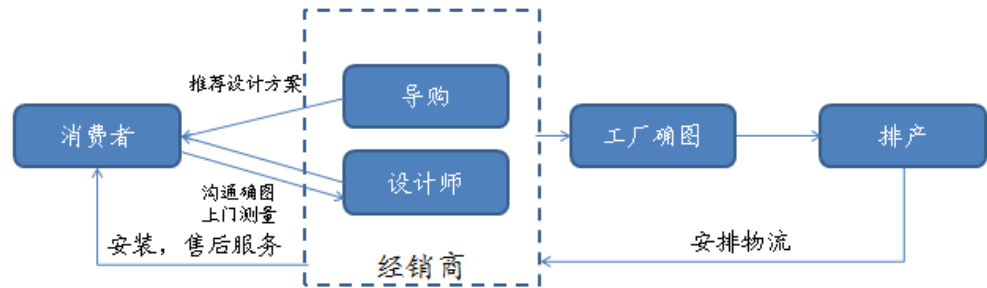 推荐设计方案
导购
消费者
工厂确图
排产
设计师
沟通确图
上门测量
安装，售后服务
安排物流
经销商